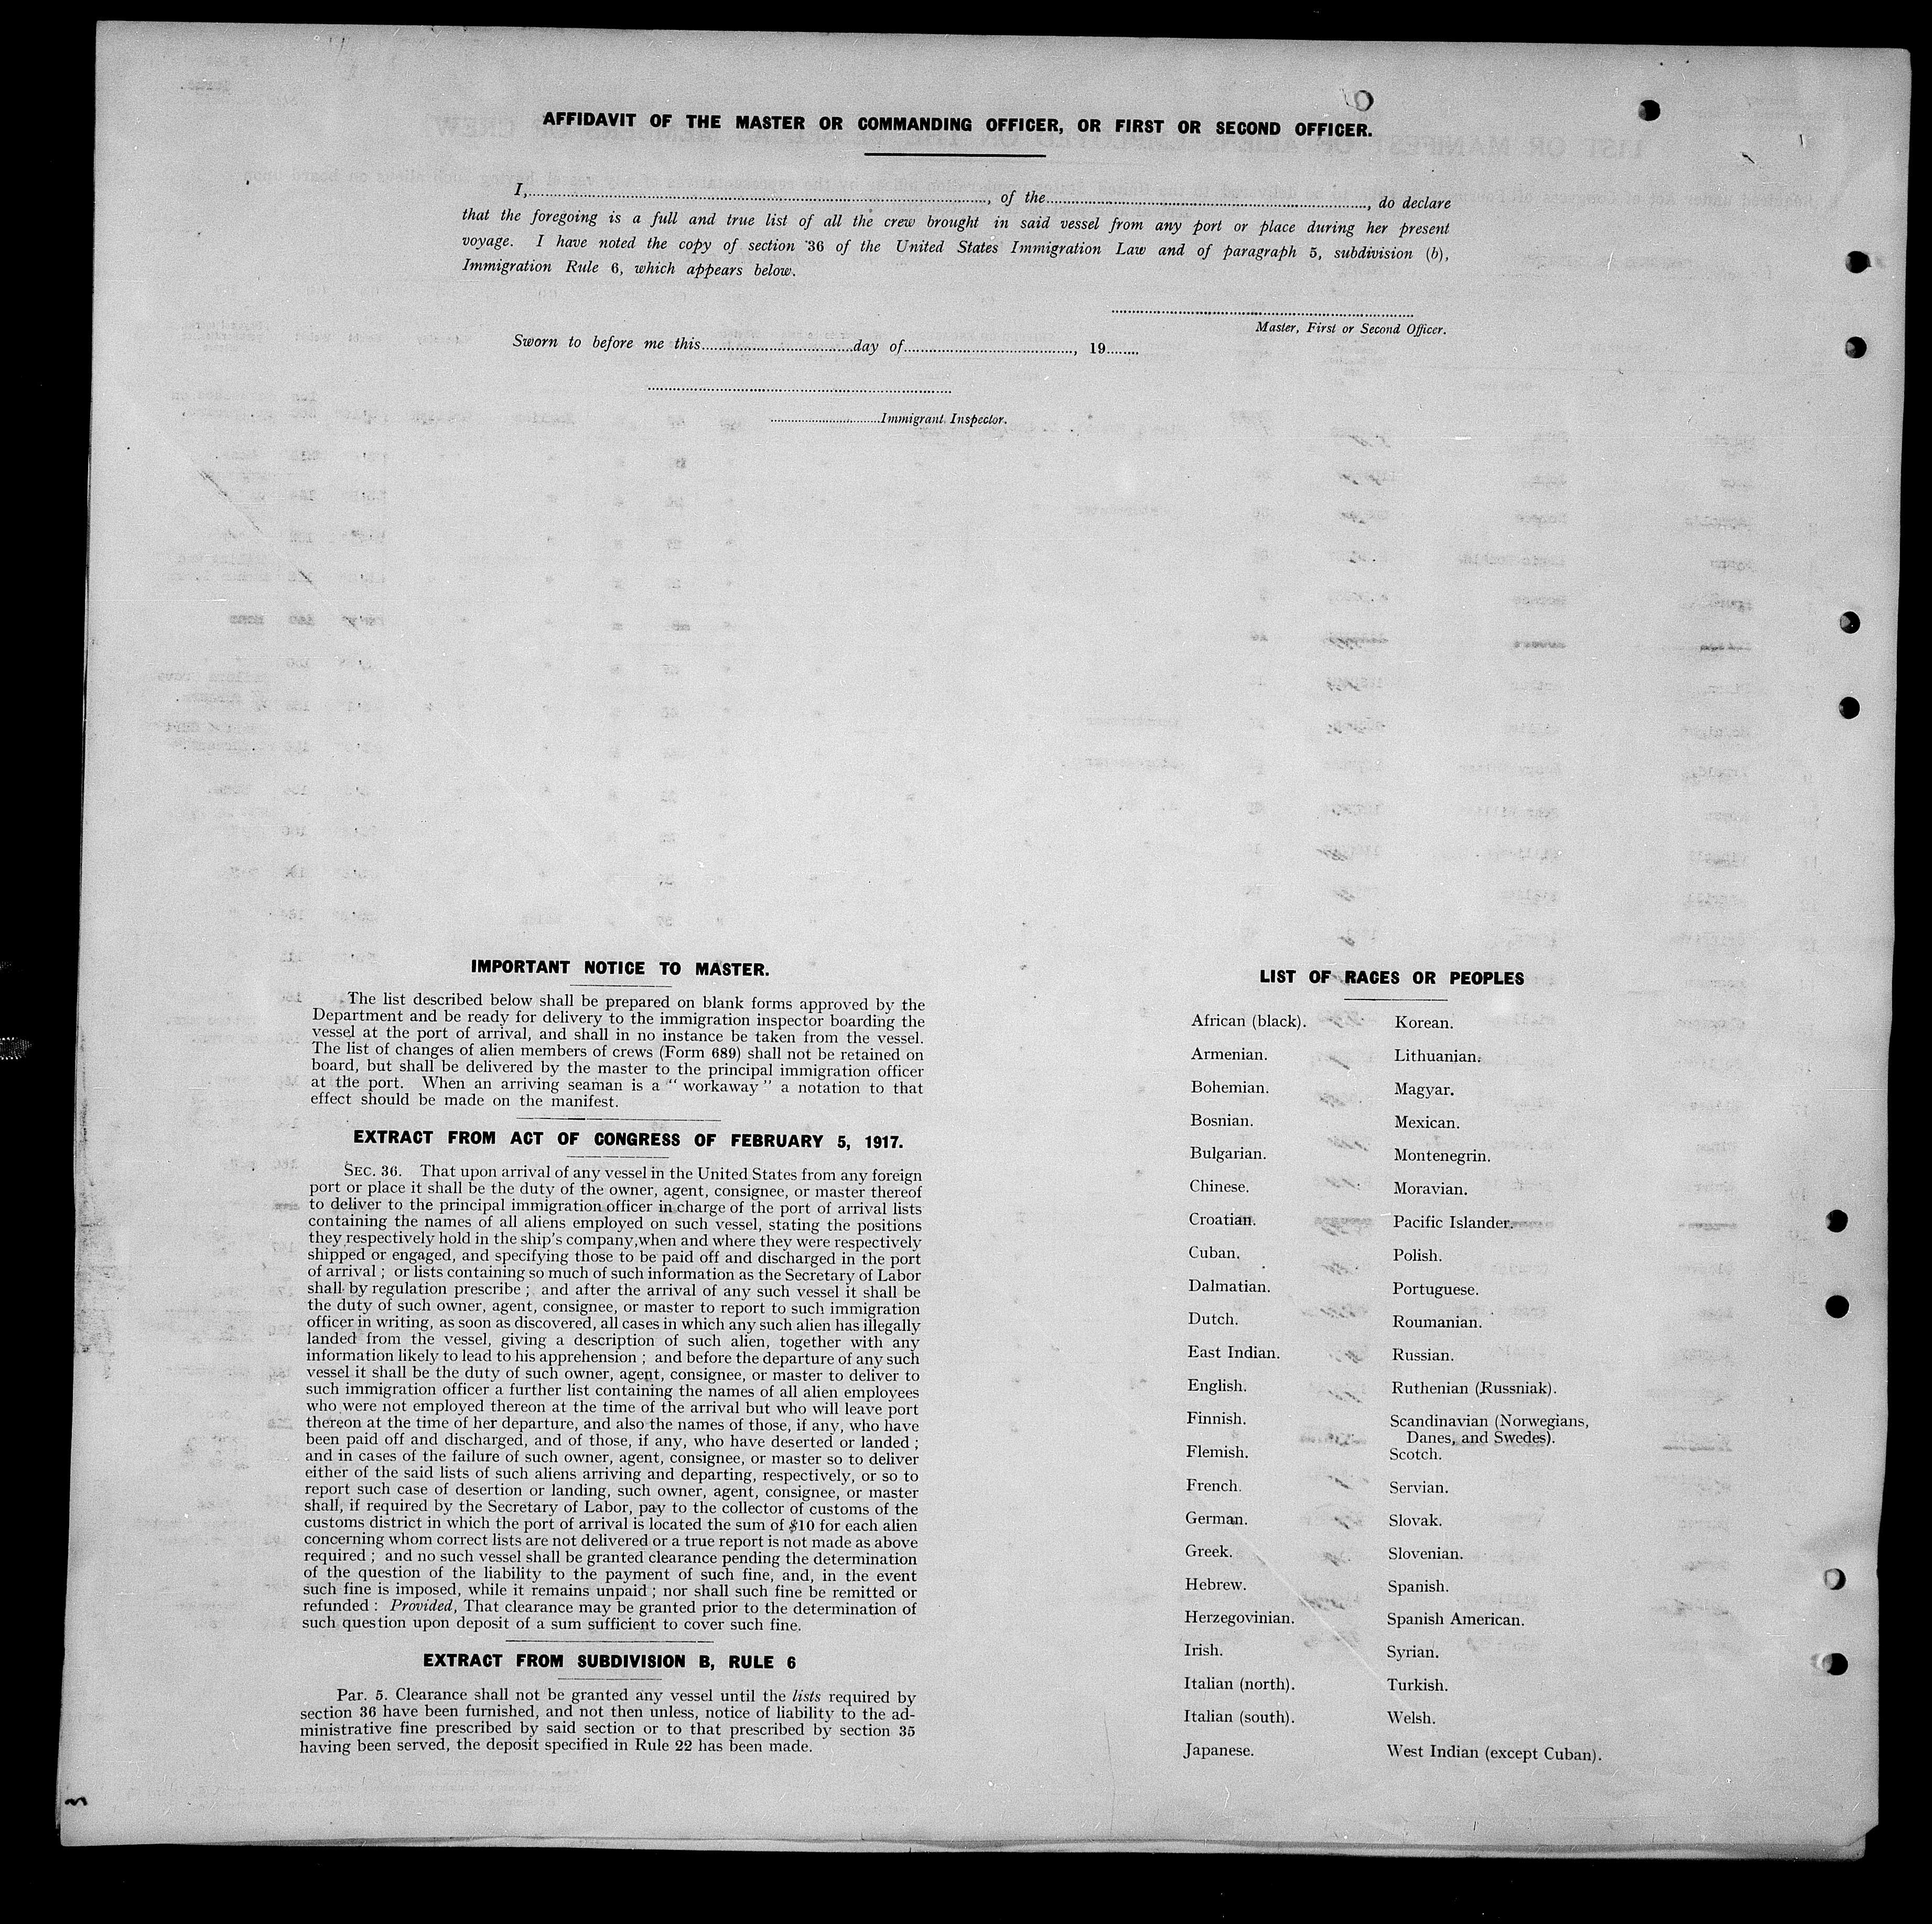 AFFIDAVIT OF THE MASTER OR COMMANDING OFFICER, OR FIRST OR SECOND OFFICER.
I,........, of the........, do declare
that the foregoing is a full and true list of all the crew brought in said vessel from any port or place during her present
voyage. I have noted the copy of section 36 of the United States Immigration Law and of paragraph 5, subdivision (b),
Immigration Rule 6, which appears below.
Master, First or Second Officer.
Sworn to before me this........day of........, 19........
........Immigrant Inspector.
IMPORTANT NOTICE TO MASTER.
The list described below shall be prepared on blank forms approved by the
Department and be ready for delivery to the immigration inspector boarding the
vessel at the port of arrival, and shall in no instance be taken from the vessel.
The list of changes of alien members of crews (Form 689) shall not be retained on
board, but shall be delivered by the master to the principal immigration officer
at the port. When an arriving seaman is a " workaway " a notation to that
effect should be made on the manifest.
EXTRACT FROM ACT OF CONGRESS OF FEBRUARY 5, 1917.
SEC. 36. That upon arrival of any vessel in the United States from any foreign
port or place it shall be the duty of the owner, agent, consignee, or master thereof
to deliver to the principal immigration officer in charge of the port of arrival lists
containing the names of all aliens employed on such vessel, stating the positions
they respectively hold in the ship's company,when and where they were respectively
shipped or engaged, and specifying those to be paid off and discharged in the port
of arrival ; or lists containing so much of such information as the Secretary of Labor
shall by regulation prescribe ; and after the arrival of any such vessel it shall be
the duty of such owner, agent, consignee, or master to report to such immigration
officer in writing, as soon as discovered, all cases in which any such alien has illegally
landed from the vessel, giving a description of such alien, together with any
information likely to lead to his apprehension ; and before the departure of any such
vessel it shall be the duty of such owner, agent, consignee, or master to deliver to
such immigration officer a further list containing the names of all alien employees
who were not employed thereon at the time of the arrival but who will leave port
thereon at the time of her departure, and also the names of those, if any, who have
been paid off and discharged, and of those, if any, who have deserted or landed ;
and in cases of the failure of such owner, agent, consignee, or master so to deliver
either of the said lists of such aliens arriving and departing, respectively, or so to
report such case of desertion or landing, such owner, agent, consignee, or master
shall, if required by the Secretary of Labor, pay to the collector of customs of the
customs district in which the port of arrival is located the sum of $10 for each alien
concerning whom correct lists are not delivered or a true report is not made as above
required ; and no such vessel shall be granted clearance pending the determination
of the question of the liability to the payment of such fine, and, in the event
such fine is imposed, while it remains unpaid ; nor shall such fine be remitted or
refunded : Provided, That clearance may be granted prior to the determination of
such question upon deposit of a sum sufficient to cover such fine.
EXTRACT FROM SUBDIVISION B, RULE 6
Par. 5. Clearance shall not be granted any vessel until the lists required by
section 36 have been furnished, and not then unless, notice of liability to the ad-
ministrative fine prescribed by said section or to that prescribed by section 35
having been served, the deposit specified in Rule 22 has been made.
LIST OF RACES OR PEOPLES
African (black). Korean.
Armenian. Lithuanian.
Bohemian. Magyar.
Bosnian. Mexican.
Bulgarian. Montenegrin.
Chinese. Moravian.
Croatian. Pacific Islander.
Cuban. Polish.
Dalmatian. Portuguese.
Dutch. Roumanian.
East Indian. Russian.
English. Ruthenian (Russniak).
Finnish. Scandinavian (Norwegians,
Danes, and Swedes).
Flemish. Scotch.
French. Servian.
German. Slovak.
Greek. Slovenian.
Hebrew. Spanish.
Herzegovinian. Spanish American.
Irish. Syrian.
Italian (north). Turkish.
Italian (south). Welsh.
Japanese. West Indian (except Cuban).